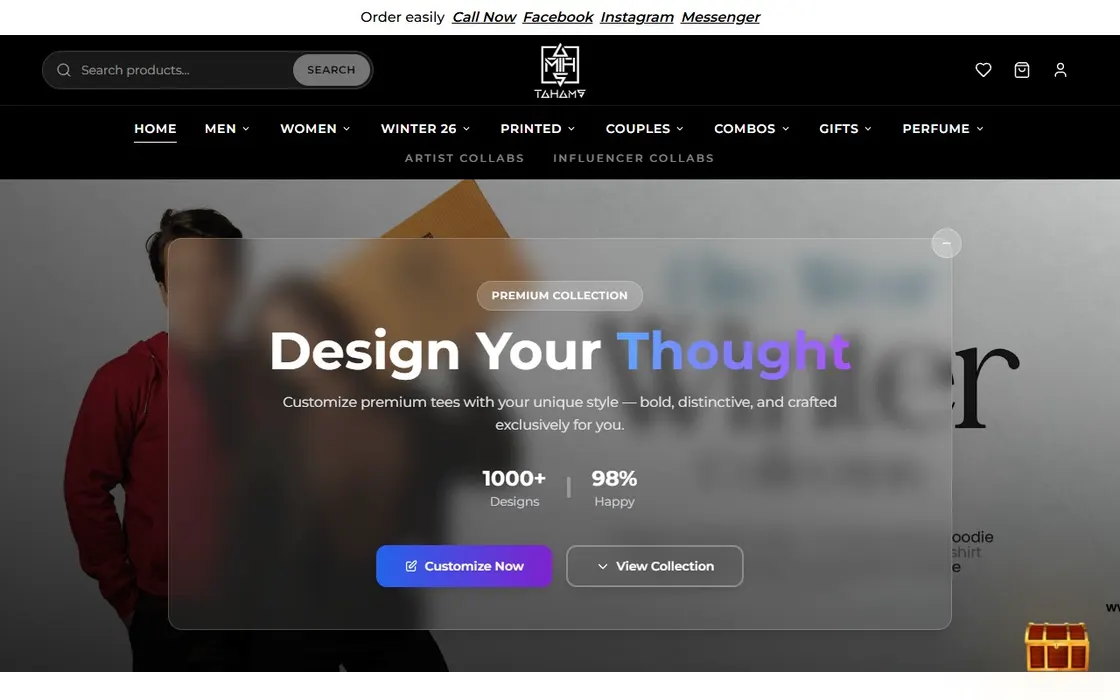 Order easily Call Now Facebook Instagram Messenger
Search products...
SEARCH
TAHAMS
HOME MEN WOMEN WINTER 26 PRINTED COUPLES COMBOS GIFTS PERFUME
ARTIST COLLABS INFLUENCER COLLABS
PREMIUM COLLECTION
Design Your Thought
Customize premium tees with your unique style — bold, distinctive, and crafted
exclusively for you.
1000+ 98%
Designs Happy
Customize Now View Collection